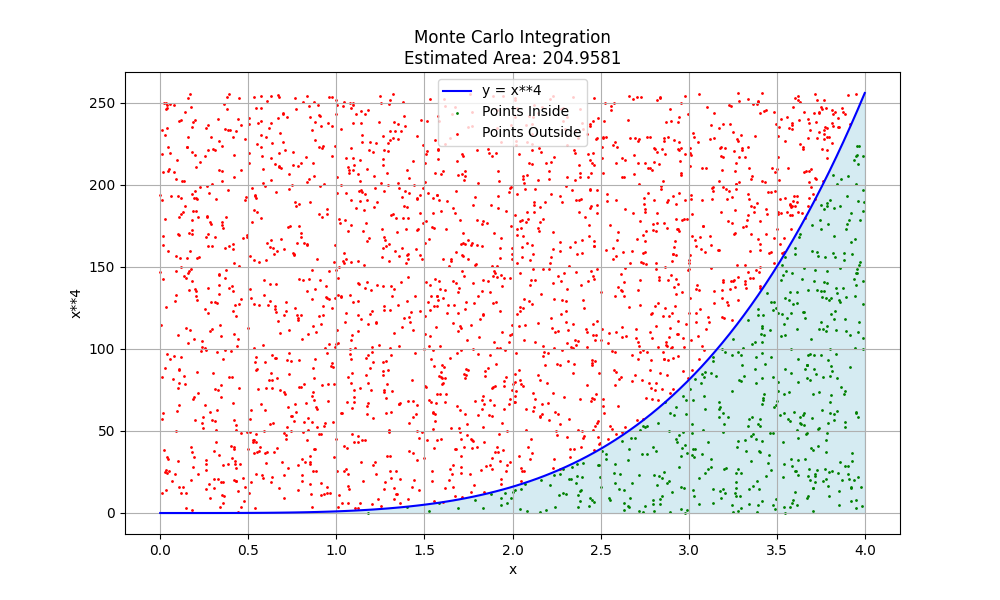 Monte Carlo Integration
Estimated Area: 204.9581
y = x**4
Points Inside
Points Outside
250
200
150
100
50
0
x**4
0.0 0.5 1.0 1.5 2.0 2.5 3.0 3.5 4.0
x